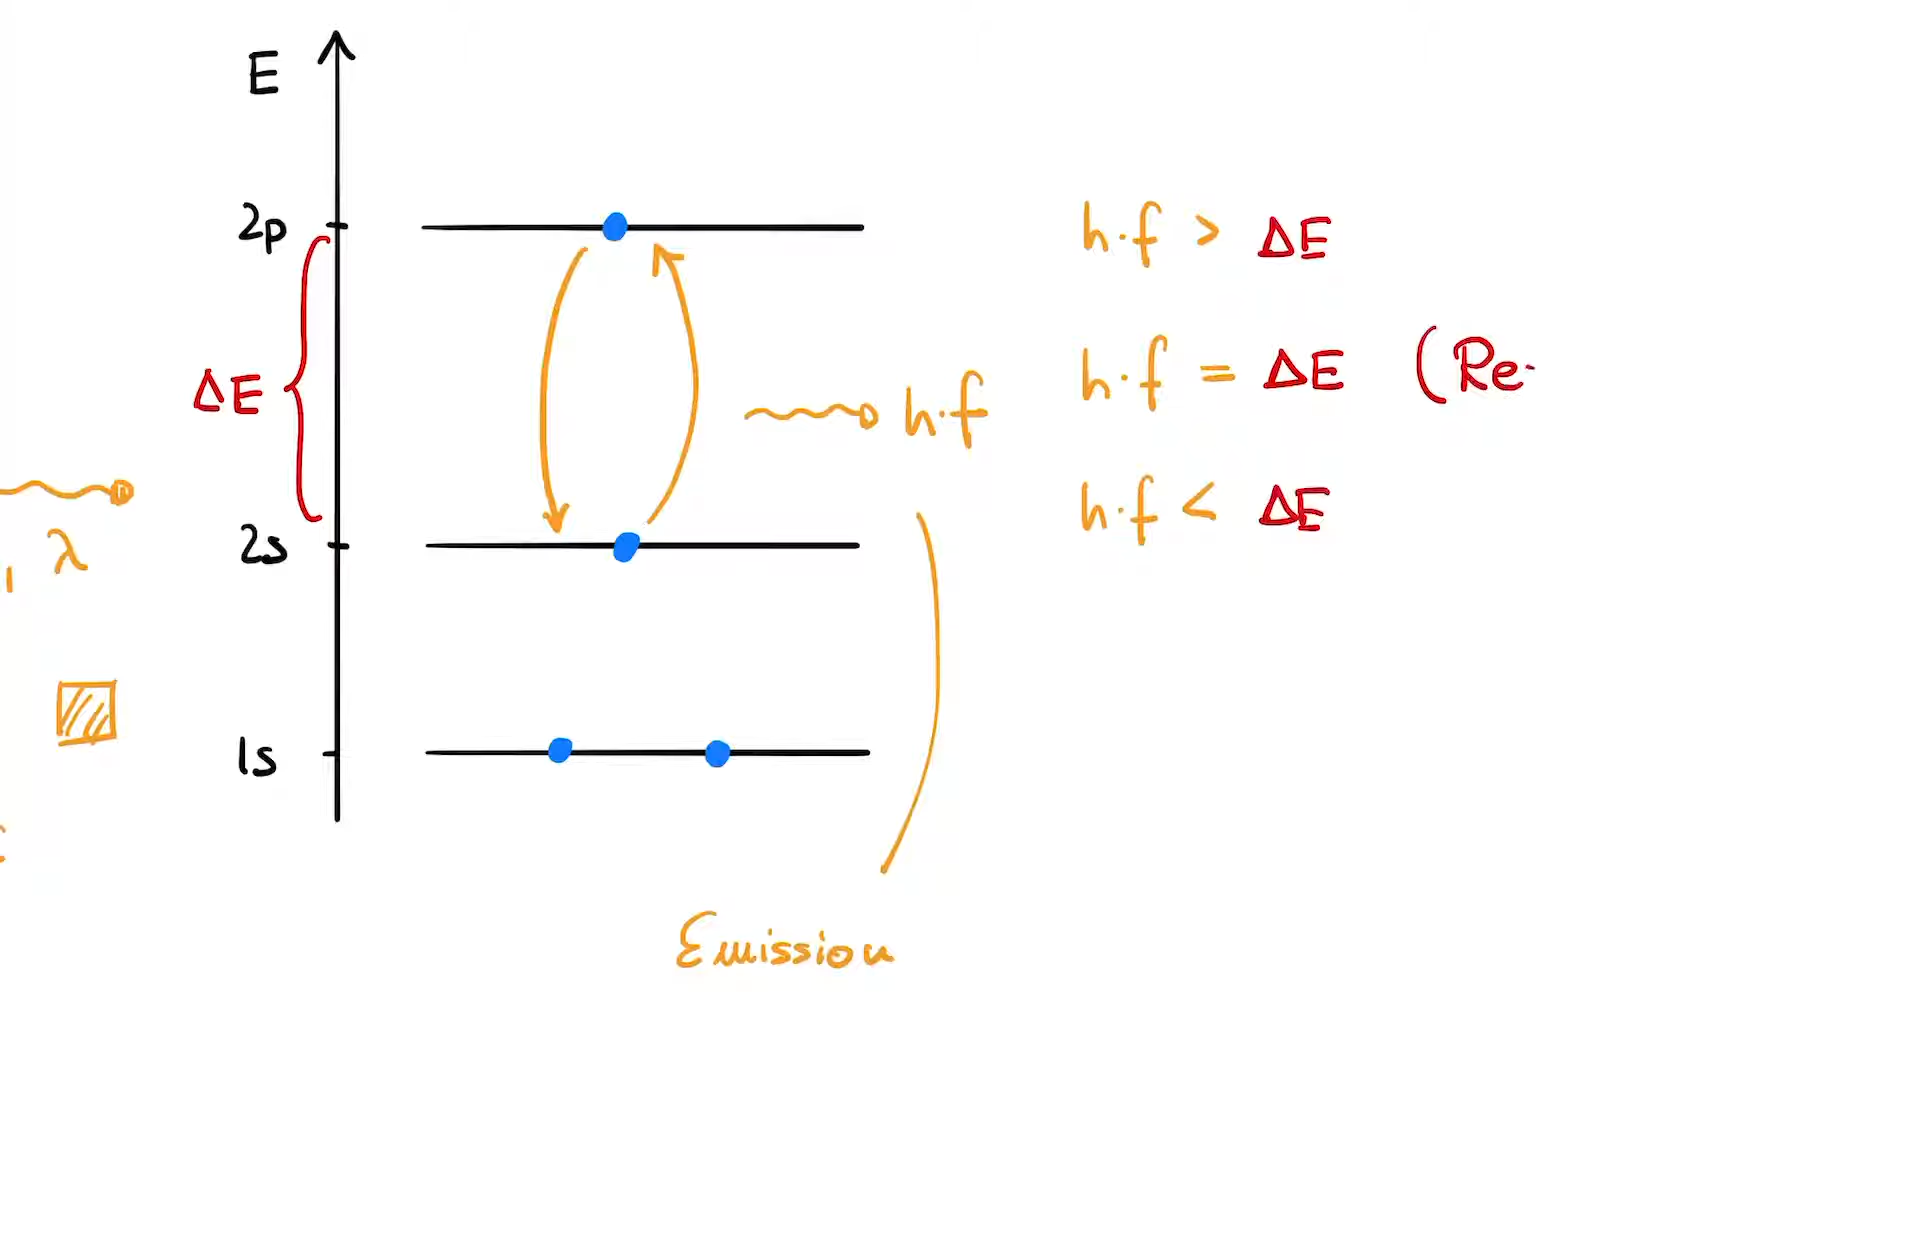 E
2p
h·f > ΔE
ΔE
h·f = ΔE (Re
h·f
h·f < ΔE
2s
, λ
1s
Emission